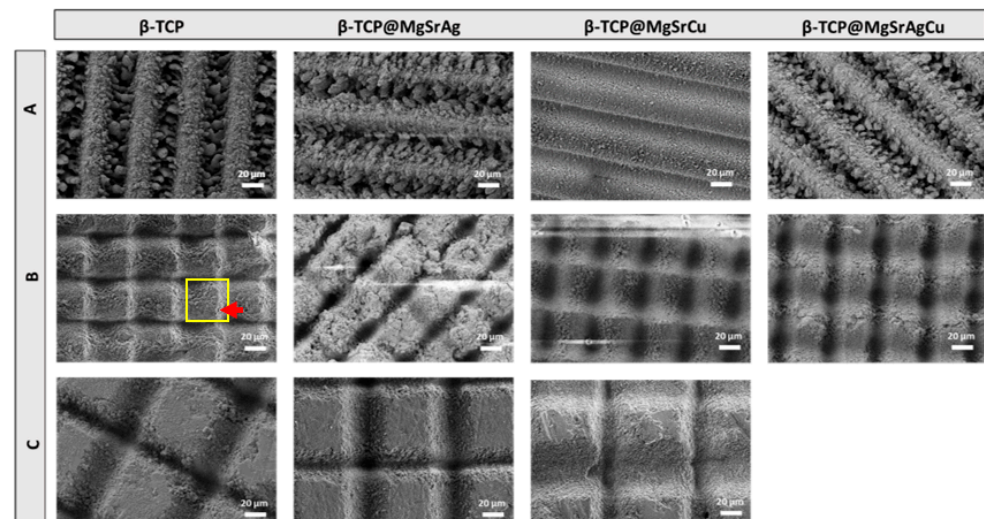 β-TCP β-TCP@MgSrAg β-TCP@MgSrCu β-TCP@MgSrAgCu
A
20 µm 20 µm 20 µm 20 µm
B
20 µm 20 µm 20 µm 20 µm
C
20 µm 20 µm 20 µm